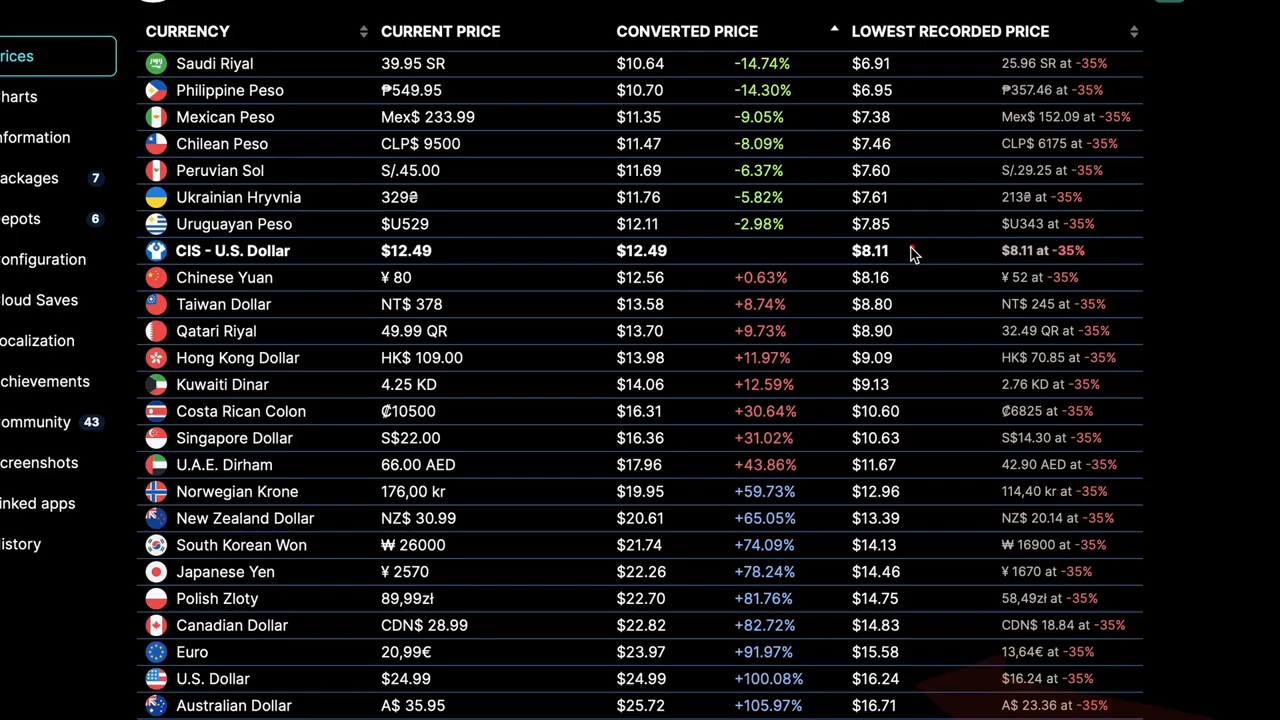 CURRENCY CURRENT PRICE CONVERTED PRICE LOWEST RECORDED PRICE
Saudi Riyal 39.95 SR $10.64 -14.74% $6.91 25.96 SR at -35%
rices
Philippine Peso ₱549.95 $10.70 -14.30% $6.95 ₱357.46 at -35%
harts
Mexican Peso Mex$ 233.99 $11.35 -9.05% $7.38 Mex$ 152.09 at -35%
nformation
Chilean Peso CLP$ 9500 $11.47 -8.09% $7.46 CLP$ 6175 at -35%
Peruvian Sol S/.45.00 $11.69 -6.37% $7.60 S/.29.25 at -35%
ackages 7
Ukrainian Hryvnia 329₴ $11.76 -5.82% $7.61 213₴ at -35%
epots 6
Uruguayan Peso $U529 $12.11 -2.98% $7.85 $U343 at -35%
CIS - U.S. Dollar $12.49 $12.49 $8.11 $8.11 at -35%
onfiguration
Chinese Yuan ¥ 80 $12.56 +0.63% $8.16 ¥ 52 at -35%
loud Saves
Taiwan Dollar NT$ 378 $13.58 +8.74% $8.80 NT$ 245 at -35%
Qatari Riyal 49.99 QR $13.70 +9.73% $8.90 32.49 QR at -35%
ocalization
Hong Kong Dollar HK$ 109.00 $13.98 +11.97% $9.09 HK$ 70.85 at -35%
chievements
Kuwaiti Dinar 4.25 KD $14.06 +12.59% $9.13 2.76 KD at -35%
Costa Rican Colon ₡10500 $16.31 +30.64% $10.60 ₡6825 at -35%
ommunity 43
Singapore Dollar S$22.00 $16.36 +31.02% $10.63 S$14.30 at -35%
creenshots
U.A.E. Dirham 66.00 AED $17.96 +43.86% $11.67 42.90 AED at -35%
Norwegian Krone 176,00 kr $19.95 +59.73% $12.96 114,40 kr at -35%
inked apps
New Zealand Dollar NZ$ 30.99 $20.61 +65.05% $13.39 NZ$ 20.14 at -35%
istory
South Korean Won ₩ 26000 $21.74 +74.09% $14.13 ₩ 16900 at -35%
Japanese Yen ¥ 2570 $22.26 +78.24% $14.46 ¥ 1670 at -35%
Polish Zloty 89,99zł $22.70 +81.76% $14.75 58,49zł at -35%
Canadian Dollar CDN$ 28.99 $22.82 +82.72% $14.83 CDN$ 18.84 at -35%
Euro 20,99€ $23.97 +91.97% $15.58 13,64€ at -35%
U.S. Dollar $24.99 $24.99 +100.08% $16.24 $16.24 at -35%
Australian Dollar A$ 35.95 $25.72 +105.97% $16.71 A$ 23.36 at -35%